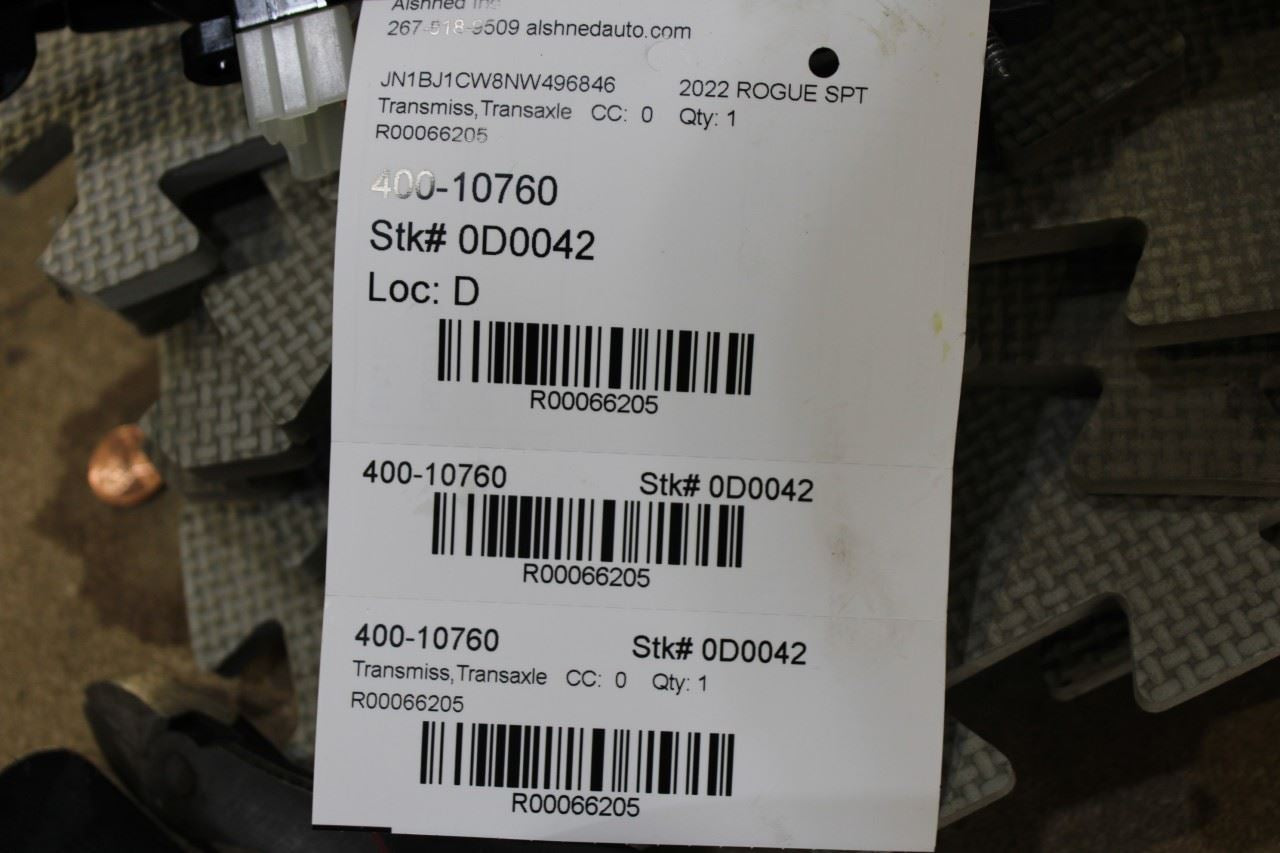 Alshned Inc
267-518-9509 alshnedauto.com
JN1BJ1CW8NW496846 2022 ROGUE SPT
Transmiss,Transaxle CC: 0 Qty: 1
R00066205
400-10760
Stk# 0D0042
Loc: D
R00066205
400-10760 Stk# 0D0042
R00066205
400-10760 Stk# 0D0042
Transmiss,Transaxle CC: 0 Qty: 1
R00066205
R00066205